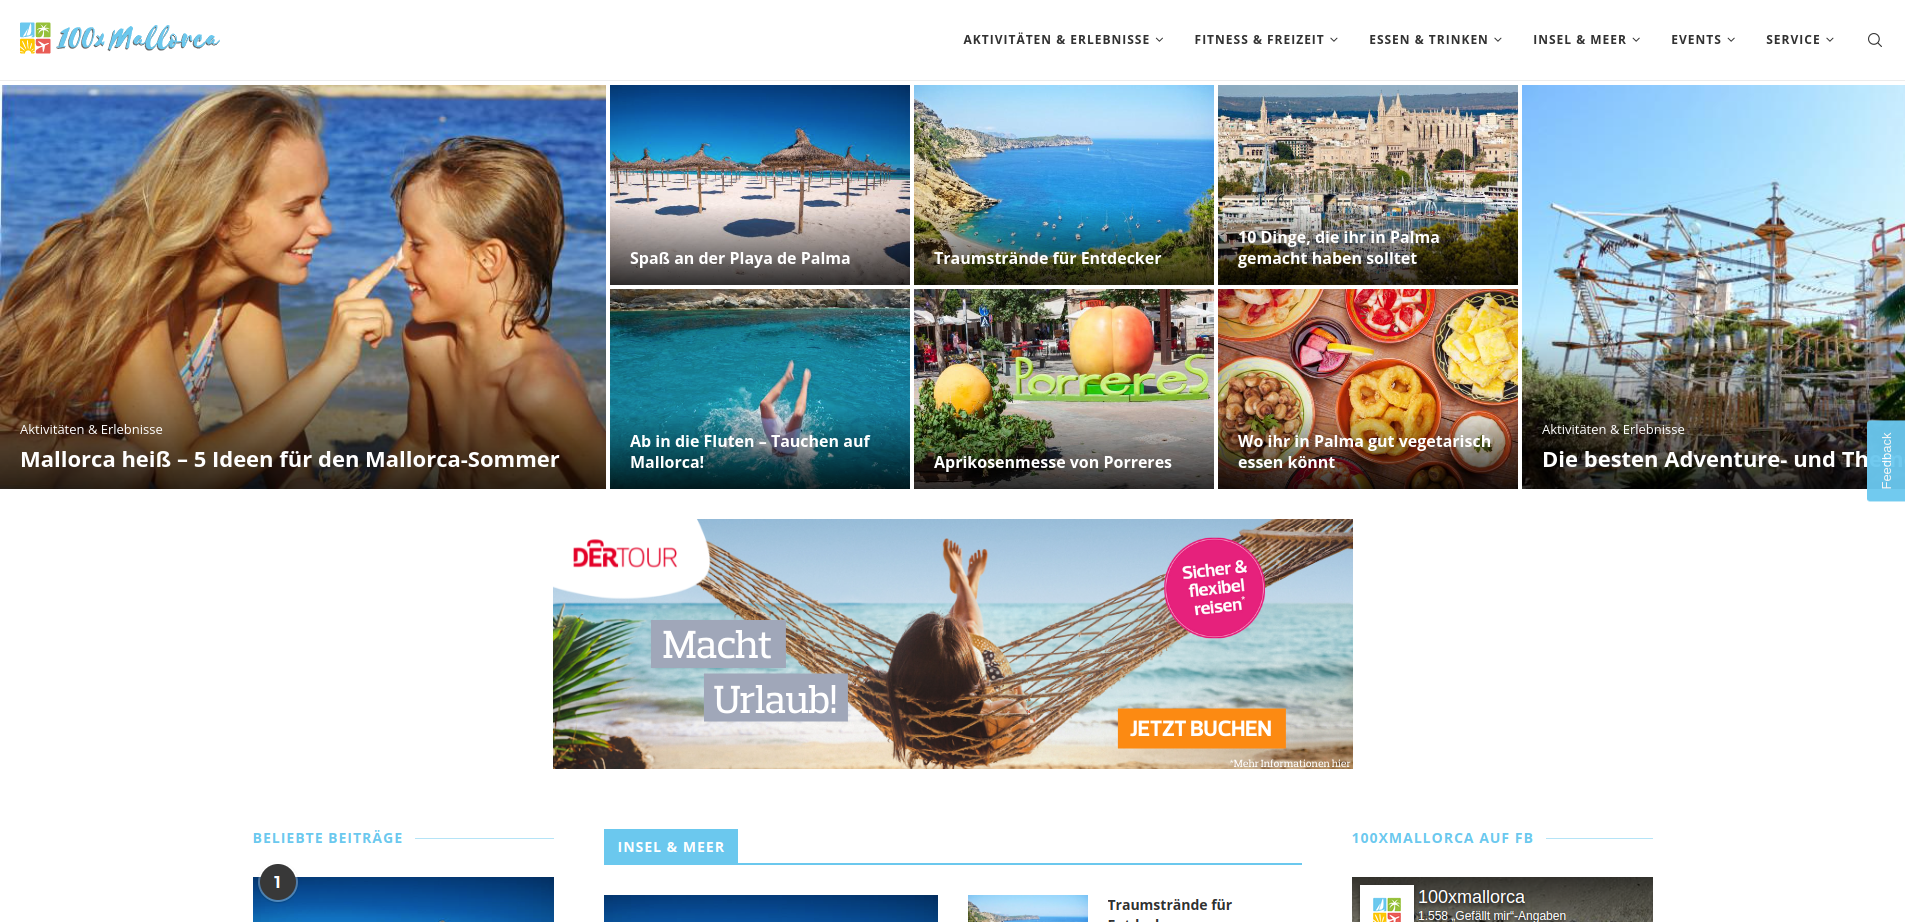 100x Mallorca
AKTIVITÄTEN & ERLEBNISSE
FITNESS & FREIZEIT
ESSEN & TRINKEN
INSEL & MEER
EVENTS
SERVICE
Aktivitäten & Erlebnisse
Mallorca heiß – 5 Ideen für den Mallorca-Sommer
Spaß an der Playa de Palma
Traumstrände für Entdecker
10 Dinge, die ihr in Palma
gemacht haben solltet
Ab in die Fluten – Tauchen auf
Mallorca!
PorrereS
Aprikosenmesse von Porreres
Wo ihr in Palma gut vegetarisch
essen könnt
Aktivitäten & Erlebnisse
Die besten Adventure- und
Feedback
DERTOUR
Macht
Urlaub!
Sicher &
flexibel
reisen*
JETZT BUCHEN
*Mehr Informationen hier
BELIEBTE BEITRÄGE
1
INSEL & MEER
Traumstrände für
100XMALLORCA AUF FB
100xmallorca
1.558 „Gefällt mir“-Angaben